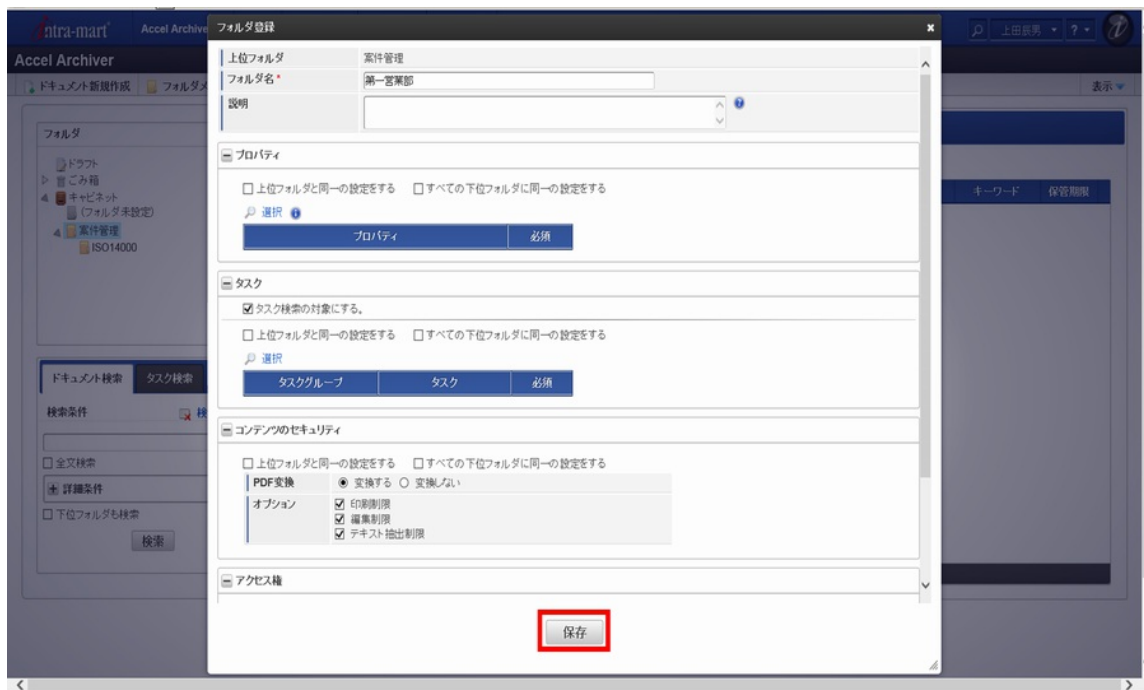 intra-mart Accel Archive 上田辰男 ?
フォルダ登録
Accel Archiver
ドキュメント新規作成 フォルダメ 表示
上位フォルダ 案件管理
フォルダ名* 第一営業部
説明
フォルダ
ドラフト
ごみ箱
キャビネット
(フォルダ未設定)
案件管理
ISO14000
キーワード 保管期限
プロパティ
上位フォルダと同一の設定をする すべての下位フォルダに同一の設定をする
選択
プロパティ 必須
タスク
タスク検索の対象にする。
上位フォルダと同一の設定をする すべての下位フォルダに同一の設定をする
選択
タスクグループ タスク 必須
ドキュメント検索 タスク検索
検索条件 検
全文検索
詳細条件
下位フォルダも検索
検索
コンテンツのセキュリティ
上位フォルダと同一の設定をする すべての下位フォルダに同一の設定をする
PDF変換 変換する 変換しない
オプション 印刷制限
編集制限
テキスト抽出制限
アクセス権
保存